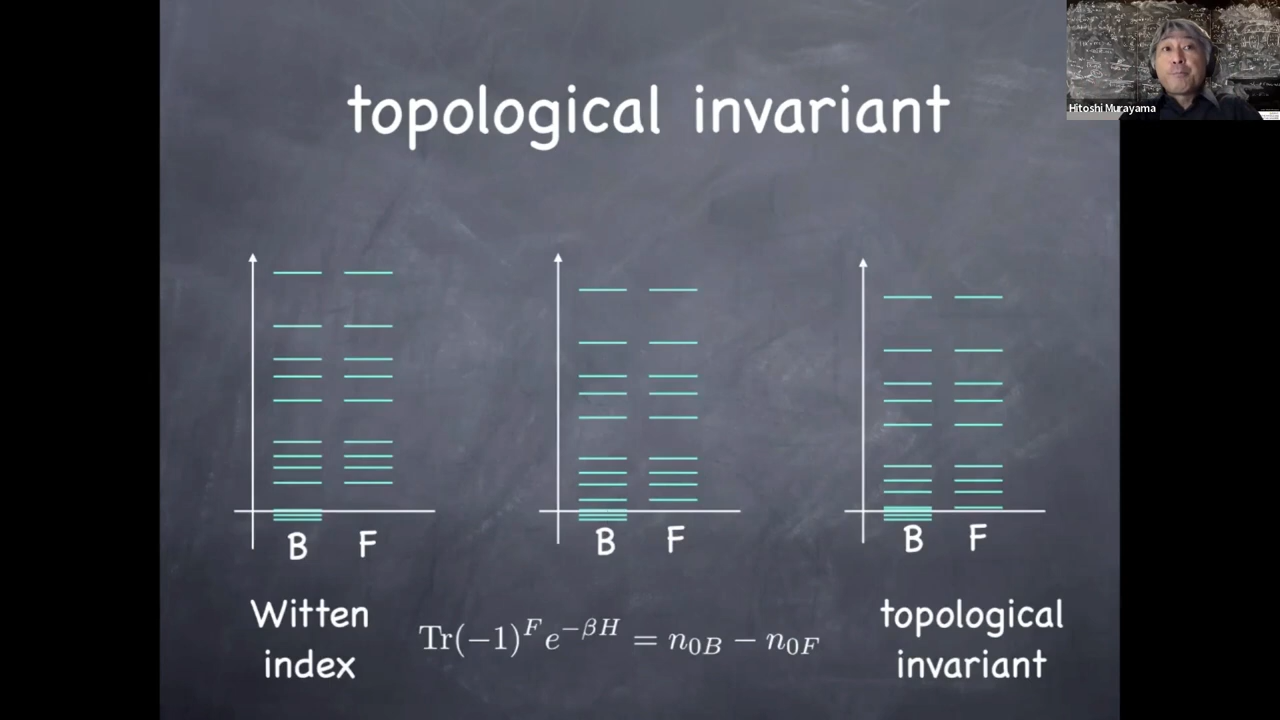 topological invariant
Hitoshi Murayama
B F
B F
B F
Witten
index
Tr(−1)^F e^{−βH} = n_{0B} − n_{0F}
topological
invariant